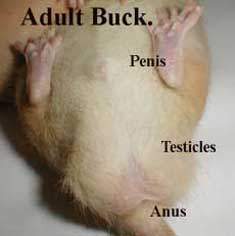 Adult Buck.
Penis
Testicles
Anus